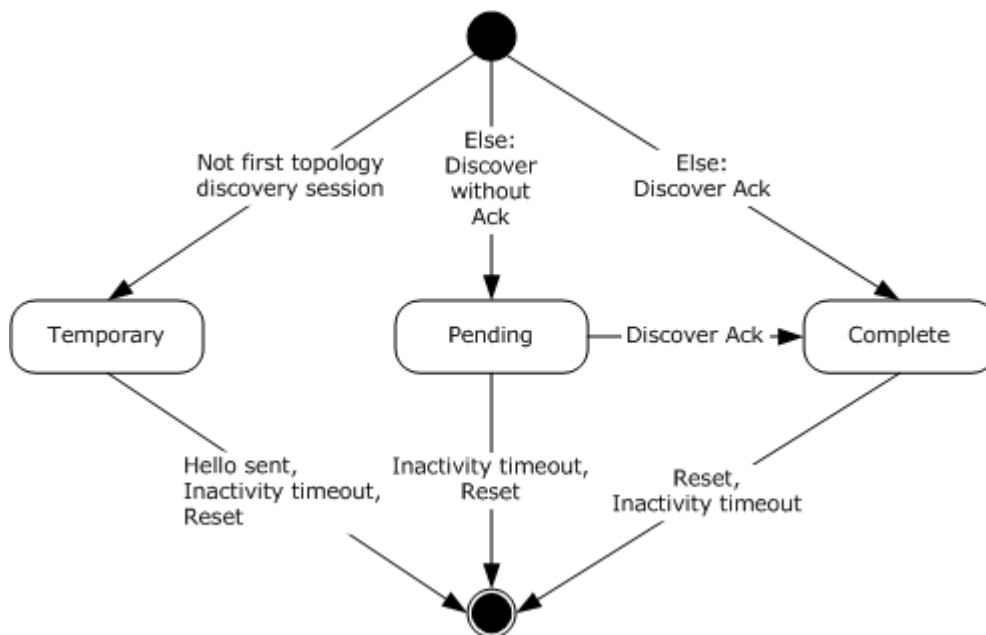 Not first topology
discovery session
Else:
Discover
without
Ack
Else:
Discover Ack
Temporary
Pending
Discover Ack
Complete
Hello sent,
Inactivity timeout,
Reset
Inactivity timeout,
Reset
Reset,
Inactivity timeout